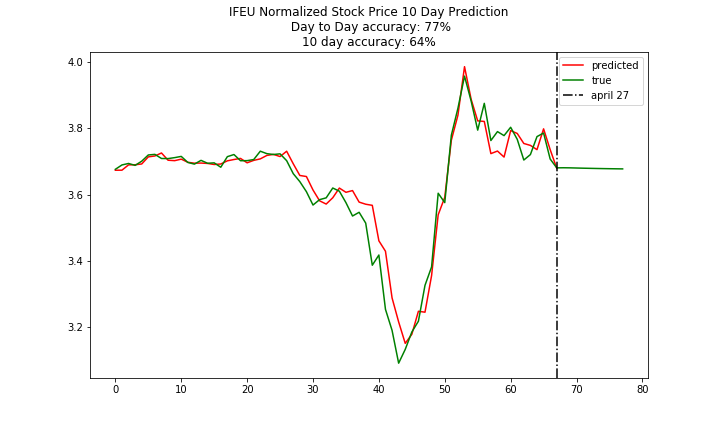 IFEU Normalized Stock Price 10 Day Prediction
Day to Day accuracy: 77%
10 day accuracy: 64%
predicted
true
april 27
4.0
3.8
3.6
3.4
3.2
0 10 20 30 40 50 60 70 80